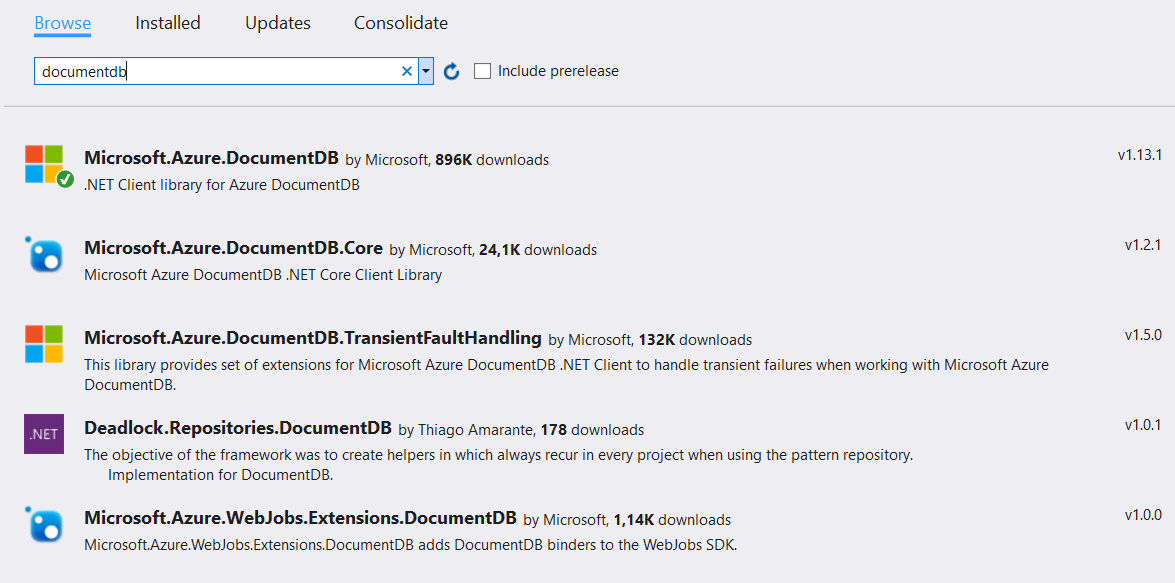 Browse Installed Updates Consolidate
documentdb Include prerelease
Microsoft.Azure.DocumentDB by Microsoft, 896K downloads v1.13.1
.NET Client library for Azure DocumentDB
Microsoft.Azure.DocumentDB.Core by Microsoft, 24,1K downloads v1.2.1
Microsoft Azure DocumentDB .NET Core Client Library
Microsoft.Azure.DocumentDB.TransientFaultHandling by Microsoft, 132K downloads v1.5.0
This library provides set of extensions for Microsoft Azure DocumentDB .NET Client to handle transient failures when working with Microsoft Azure
DocumentDB.
.NET Deadlock.Repositories.DocumentDB by Thiago Amarante, 178 downloads v1.0.1
The objective of the framework was to create helpers in which always recur in every project when using the pattern repository.
Implementation for DocumentDB.
Microsoft.Azure.WebJobs.Extensions.DocumentDB by Microsoft, 1,14K downloads v1.0.0
Microsoft.Azure.WebJobs.Extensions.DocumentDB adds DocumentDB binders to the WebJobs SDK.